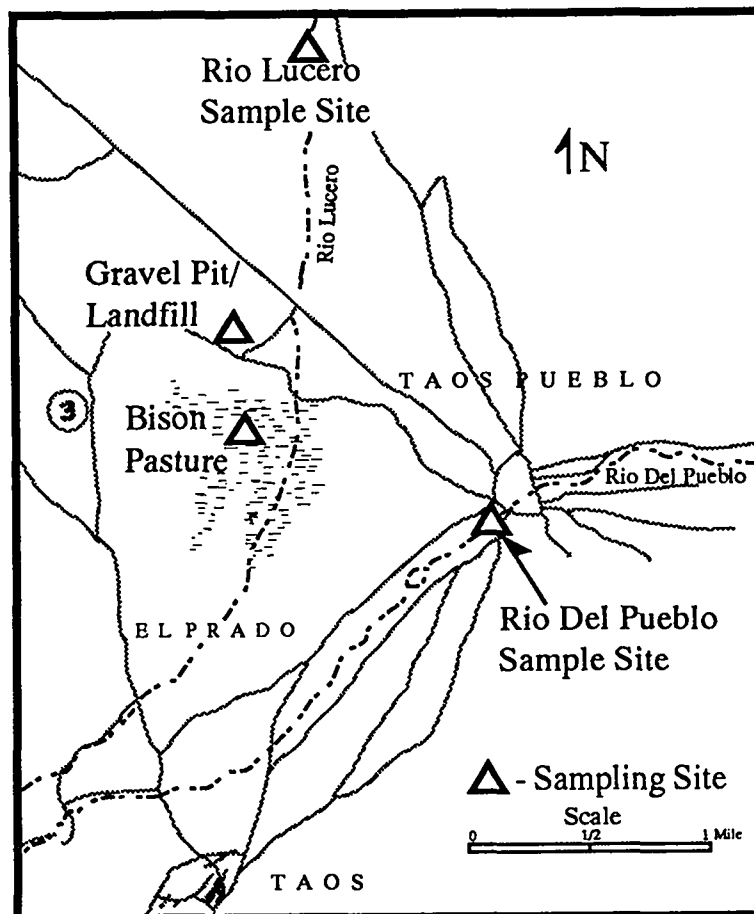 Rio Lucero
Sample Site
N
Rio Lucero
Gravel Pit/
Landfill
TAOS PUEBLO
3
Bison
Pasture
Rio Del Pueblo
EL PRADO
Rio Del Pueblo
Sample Site
- Sampling Site
Scale
0 1/2 1 Mile
TAOS